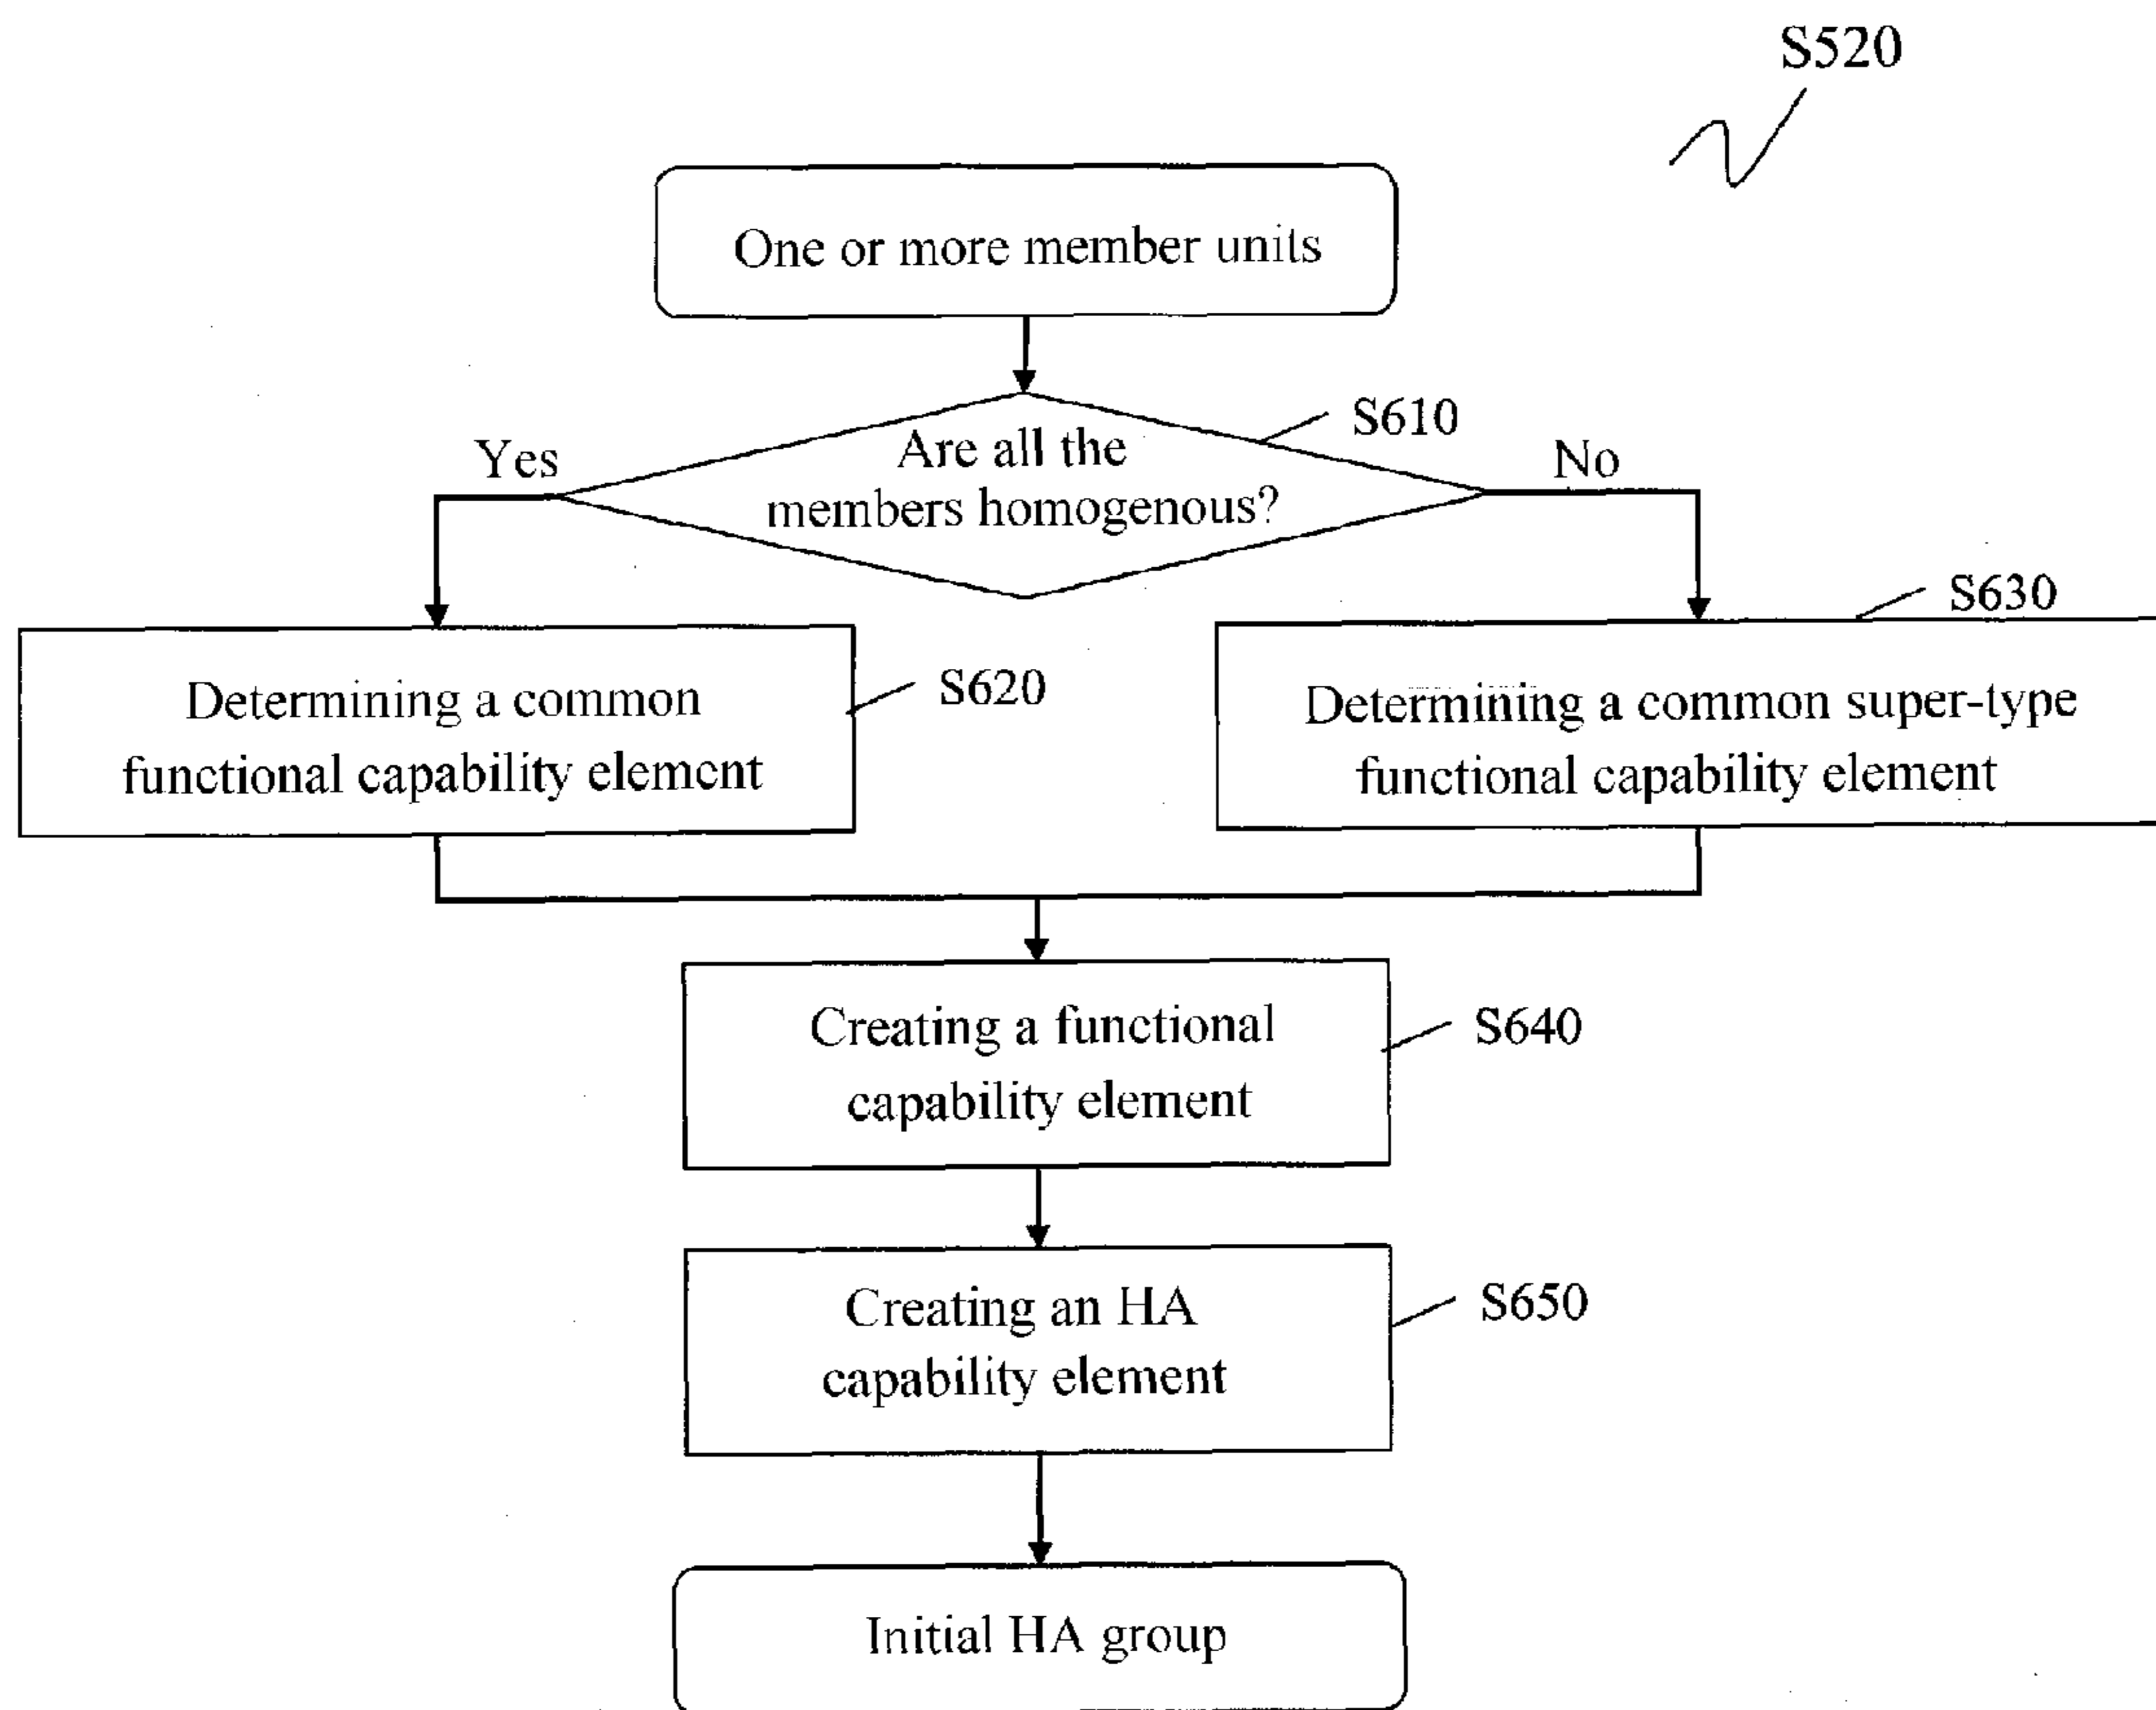 S520
One or more member units
S610
Are all the
members homogenous?
Yes
No
S630
Determining a common
functional capability element
S620
Determining a common super-type
functional capability element
Creating a functional
capability element
S640
Creating an HA
capability element
S650
Initial HA group